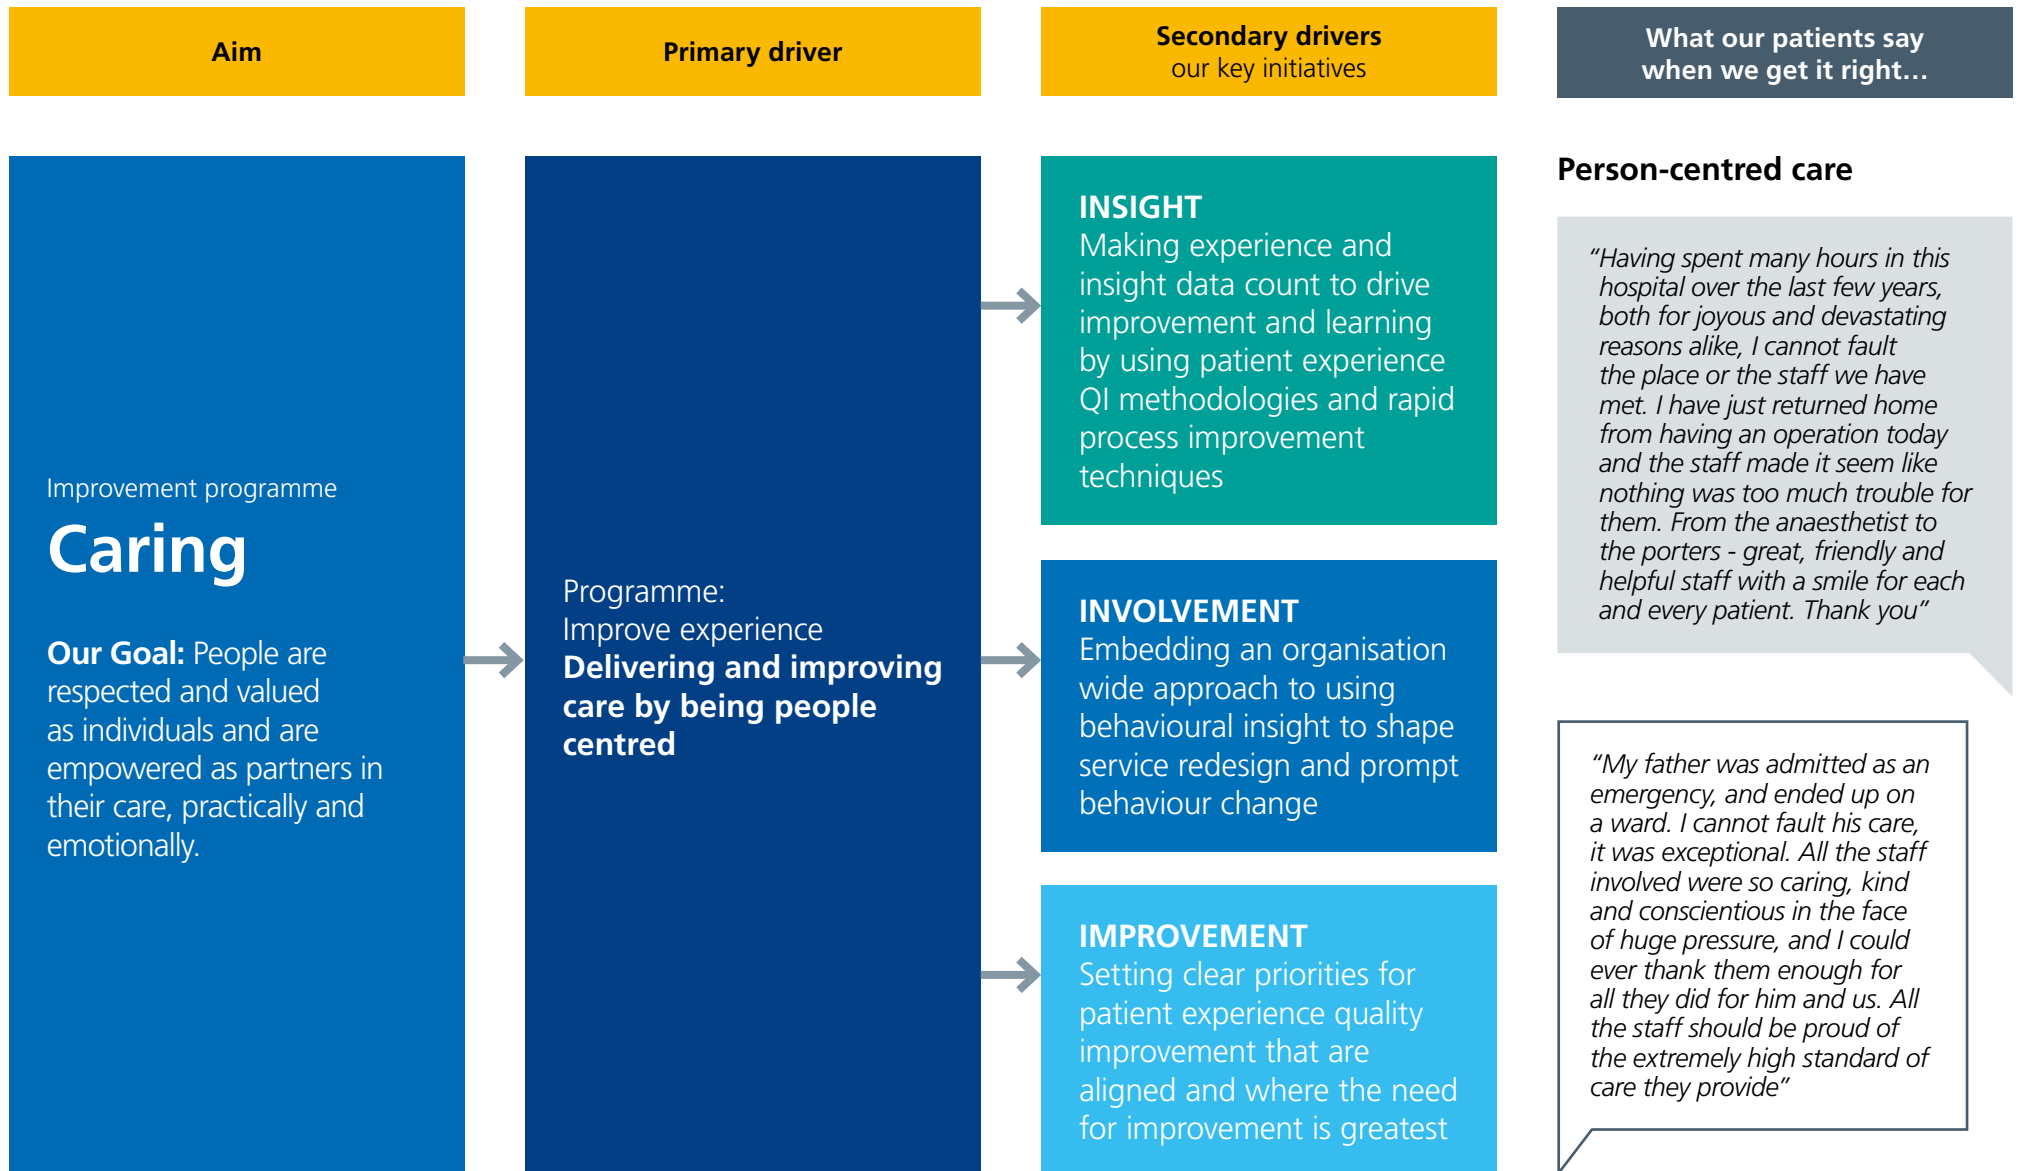 Aim
Primary driver
Secondary drivers
our key initiatives
What our patients say
when we get it right…
Improvement programme
Caring
Our Goal: People are
respected and valued
as individuals and are
empowered as partners in
their care, practically and
emotionally.
Programme:
Improve experience
Delivering and improving
care by being people
centred
INSIGHT
Making experience and
insight data count to drive
improvement and learning
by using patient experience
QI methodologies and rapid
process improvement
techniques
INVOLVEMENT
Embedding an organisation
wide approach to using
behavioural insight to shape
service redesign and prompt
behaviour change
IMPROVEMENT
Setting clear priorities for
patient experience quality
improvement that are
aligned and where the need
for improvement is greatest
Person-centred care
“Having spent many hours in this
hospital over the last few years,
both for joyous and devastating
reasons alike, I cannot fault
the place or the staff we have
met. I have just returned home
from having an operation today
and the staff made it seem like
nothing was too much trouble for
them. From the anaesthetist to
the porters - great, friendly and
helpful staff with a smile for each
and every patient. Thank you”
“My father was admitted as an
emergency, and ended up on
a ward. I cannot fault his care,
it was exceptional. All the staff
involved were so caring, kind
and conscientious in the face
of huge pressure, and I could
ever thank them enough for
all they did for him and us. All
the staff should be proud of
the extremely high standard of
care they provide”